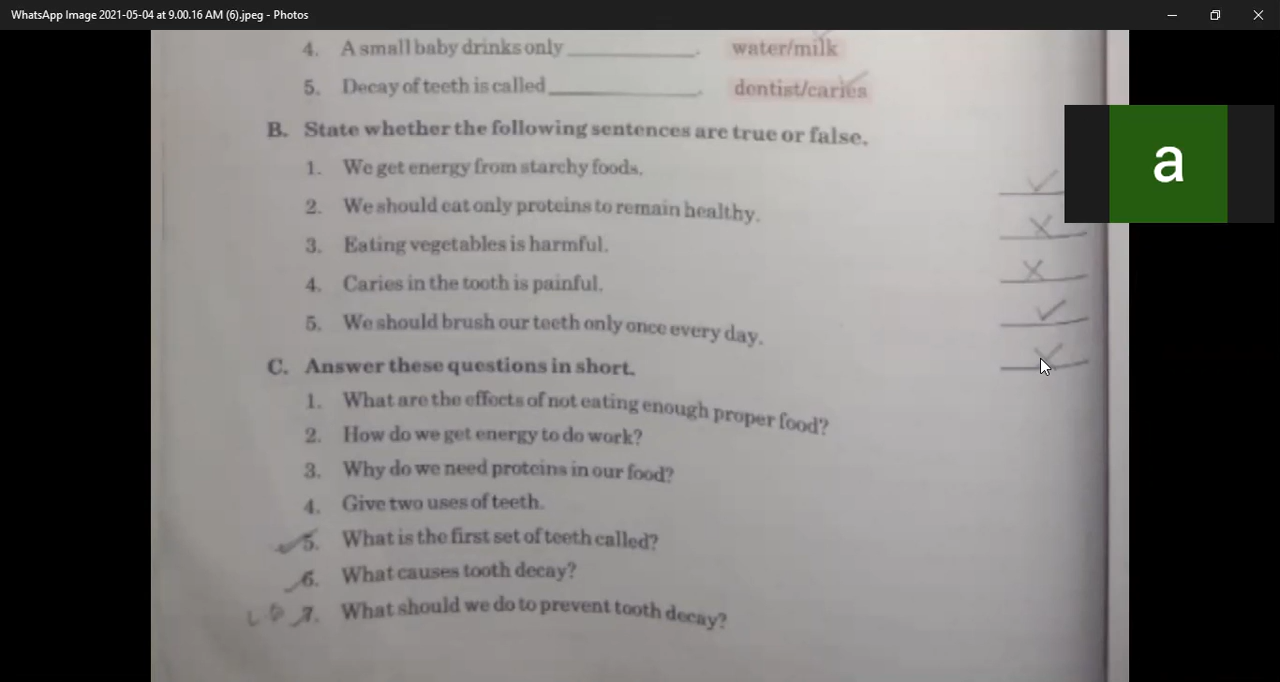 WhatsApp Image 2021-05-04 at 9.00.16 AM (6).jpeg - Photos
4. A small baby drinks only ____________. water/milk
5. Decay of teeth is called ____________. dentist/caries
B. State whether the following sentences are true or false.
1. We get energy from starchy foods. ✓
2. We should eat only proteins to remain healthy. ✗
3. Eating vegetables is harmful. ✗
4. Caries in the tooth is painful. ✓
5. We should brush our teeth only once every day.
C. Answer these questions in short.
1. What are the effects of not eating enough proper food?
2. How do we get energy to do work?
3. Why do we need proteins in our food?
4. Give two uses of teeth.
5. What is the first set of teeth called?
6. What causes tooth decay?
7. What should we do to prevent tooth decay?
a